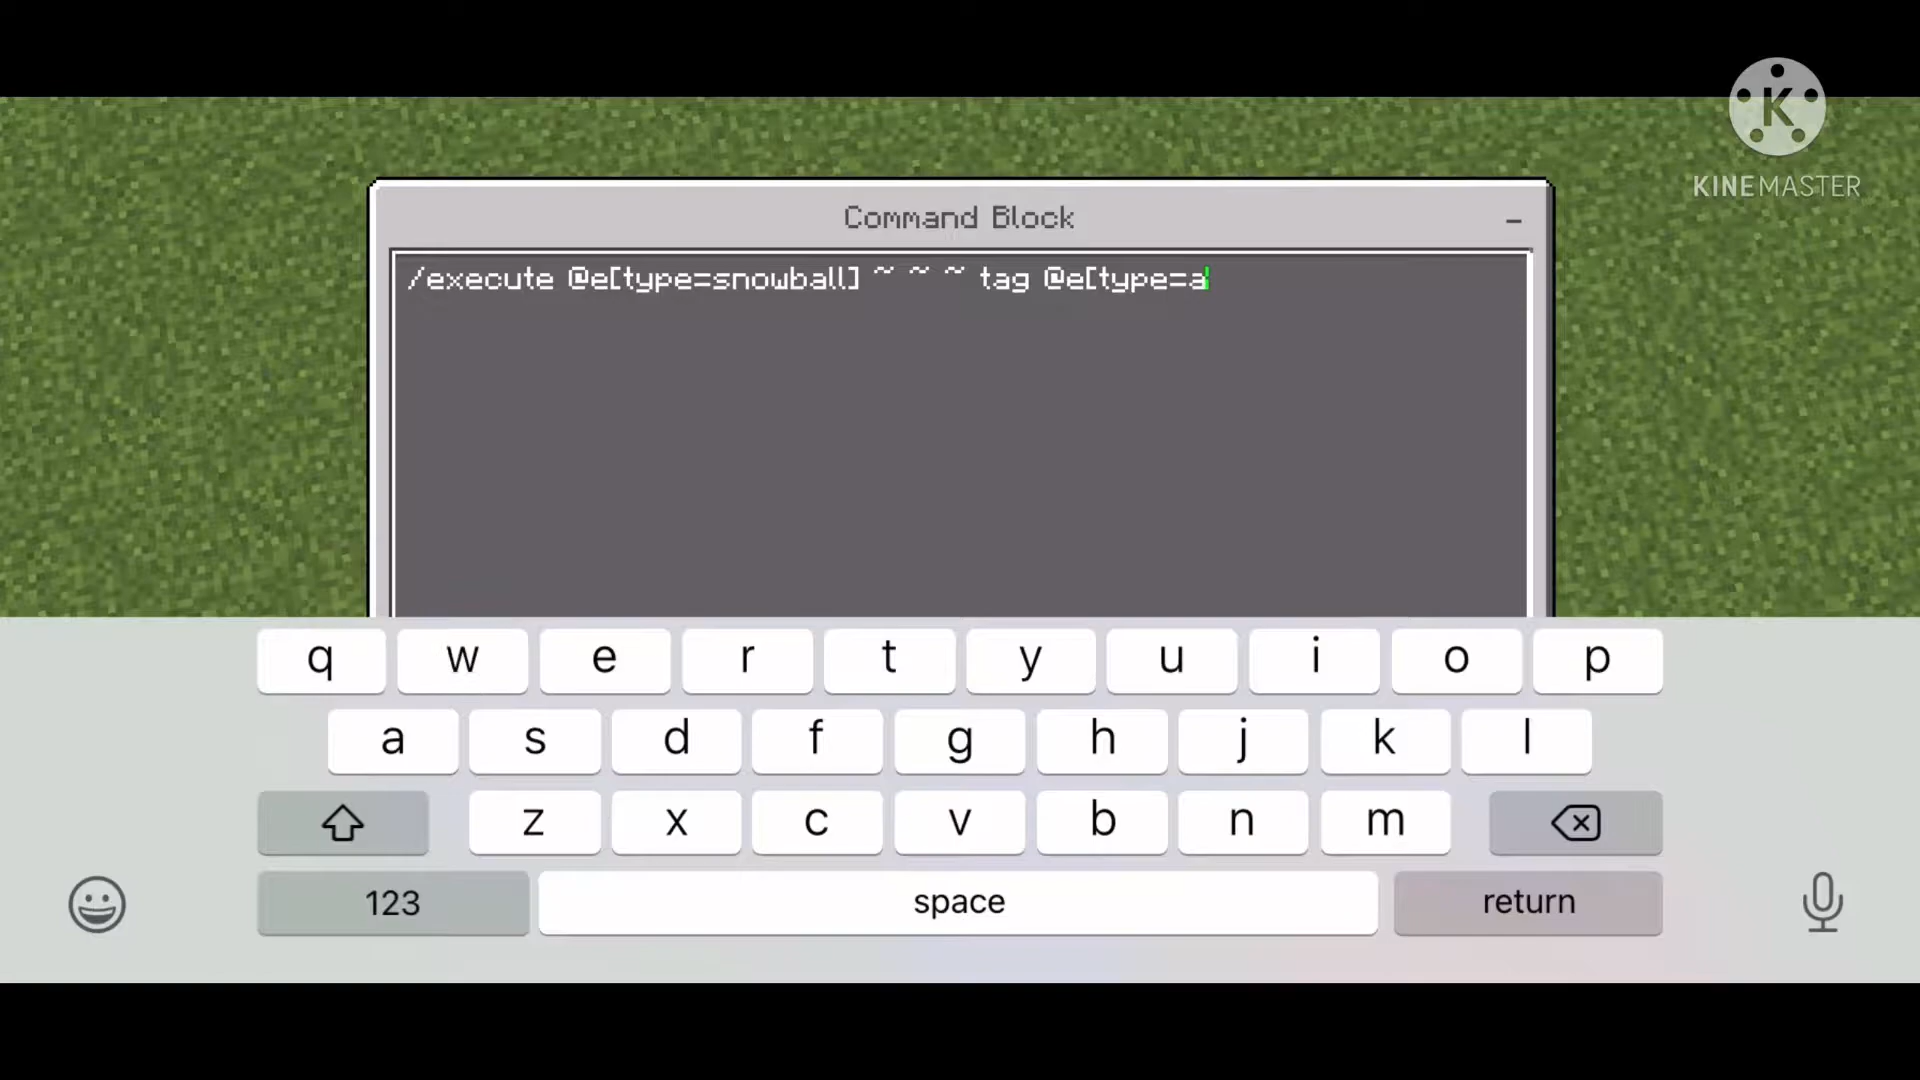 K
KINEMASTER
Command Block
/execute @e[type=snowball] ~ ~ ~ tag @e[type=a
q w e r t y u i o p
a s d f g h j k l
z x c v b n m
123 space return